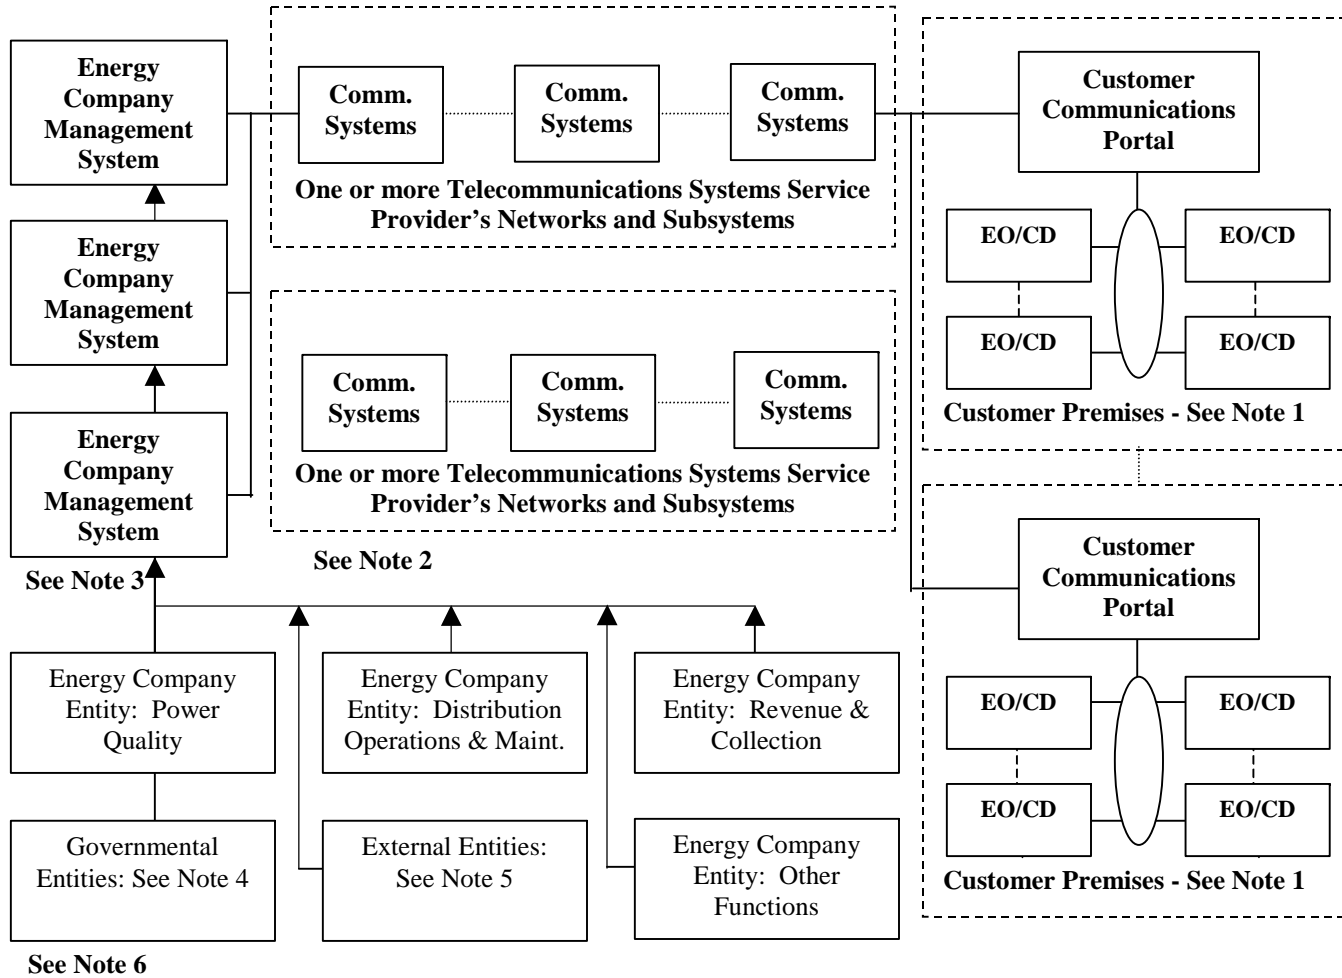 Energy
Company
Management
System
Energy
Company
Management
System
Energy
Company
Management
System
See Note 3
Comm.
Systems
Comm.
Systems
Comm.
Systems
One or more Telecommunications Systems Service
Provider's Networks and Subsystems
Comm.
Systems
Comm.
Systems
Comm.
Systems
One or more Telecommunications Systems Service
Provider's Networks and Subsystems
See Note 2
Customer
Communications
Portal
EO/CD
EO/CD
EO/CD
EO/CD
Customer Premises - See Note 1
Customer
Communications
Portal
EO/CD
EO/CD
EO/CD
EO/CD
Customer Premises - See Note 1
Energy Company
Entity: Power
Quality
Energy Company
Entity: Distribution
Operations & Maint.
Energy Company
Entity: Revenue &
Collection
Governmental
Entities: See Note 4
External Entities:
See Note 5
Energy Company
Entity: Other
Functions
See Note 6